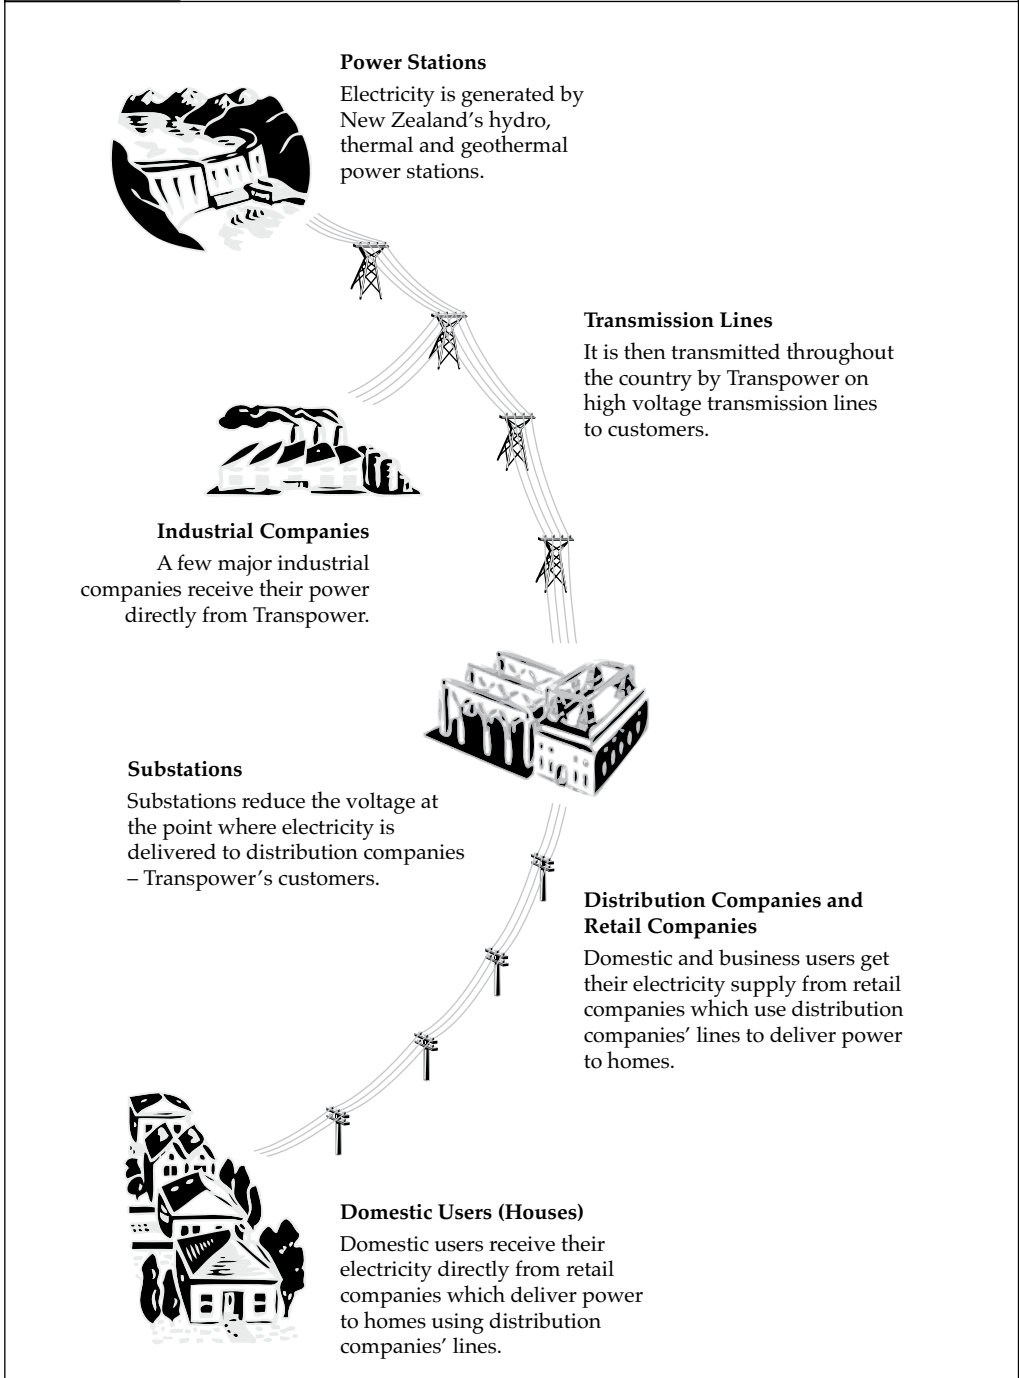 Power Stations
Electricity is generated by
New Zealand’s hydro,
thermal and geothermal
power stations.
Transmission Lines
It is then transmitted throughout
the country by Transpower on
high voltage transmission lines
to customers.
Industrial Companies
A few major industrial
companies receive their power
directly from Transpower.
Substations
Substations reduce the voltage at
the point where electricity is
delivered to distribution companies
– Transpower’s customers.
Distribution Companies and
Retail Companies
Domestic and business users get
their electricity supply from retail
companies which use distribution
companies’ lines to deliver power
to homes.
Domestic Users (Houses)
Domestic users receive their
electricity directly from retail
companies which deliver power
to homes using distribution
companies’ lines.